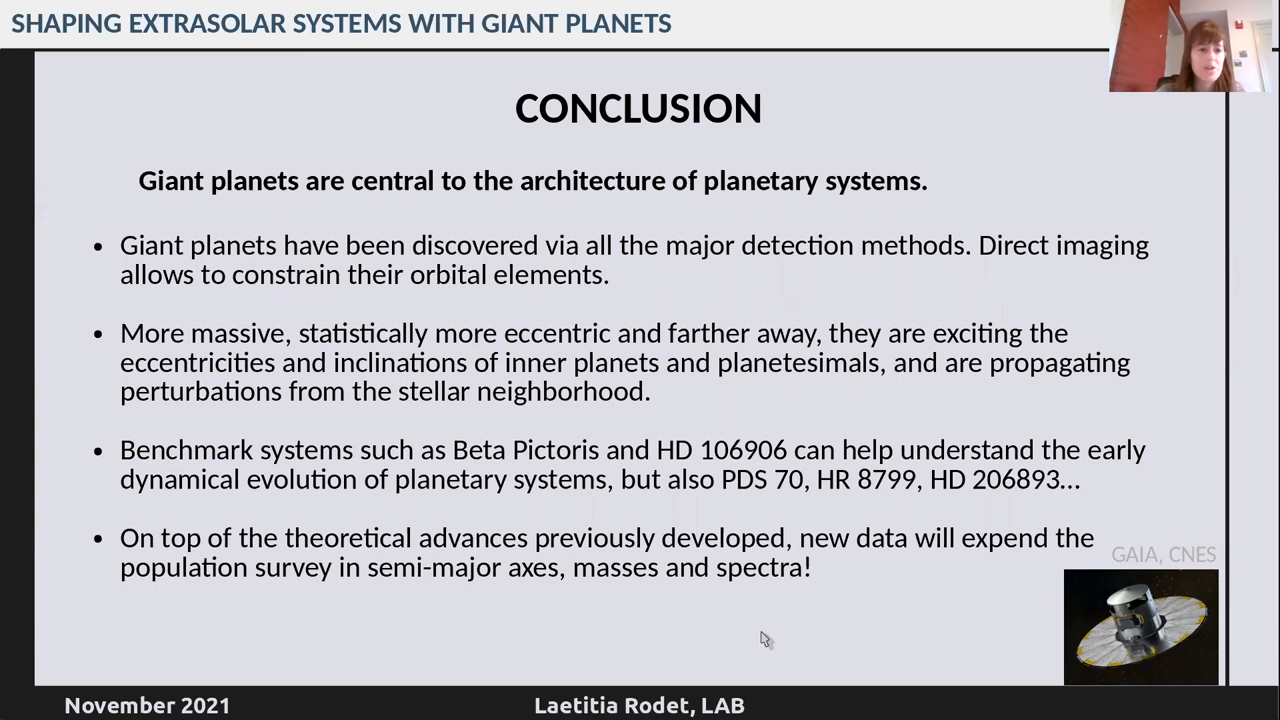 SHAPING EXTRASOLAR SYSTEMS WITH GIANT PLANETS
CONCLUSION
Giant planets are central to the architecture of planetary systems.
• Giant planets have been discovered via all the major detection methods. Direct imaging
allows to constrain their orbital elements.
• More massive, statistically more eccentric and farther away, they are exciting the
eccentricities and inclinations of inner planets and planetesimals, and are propagating
perturbations from the stellar neighborhood.
• Benchmark systems such as Beta Pictoris and HD 106906 can help understand the early
dynamical evolution of planetary systems, but also PDS 70, HR 8799, HD 206893...
• On top of the theoretical advances previously developed, new data will expend the
population survey in semi-major axes, masses and spectra!
GAIA, CNES
November 2021
Laetitia Rodet, LAB